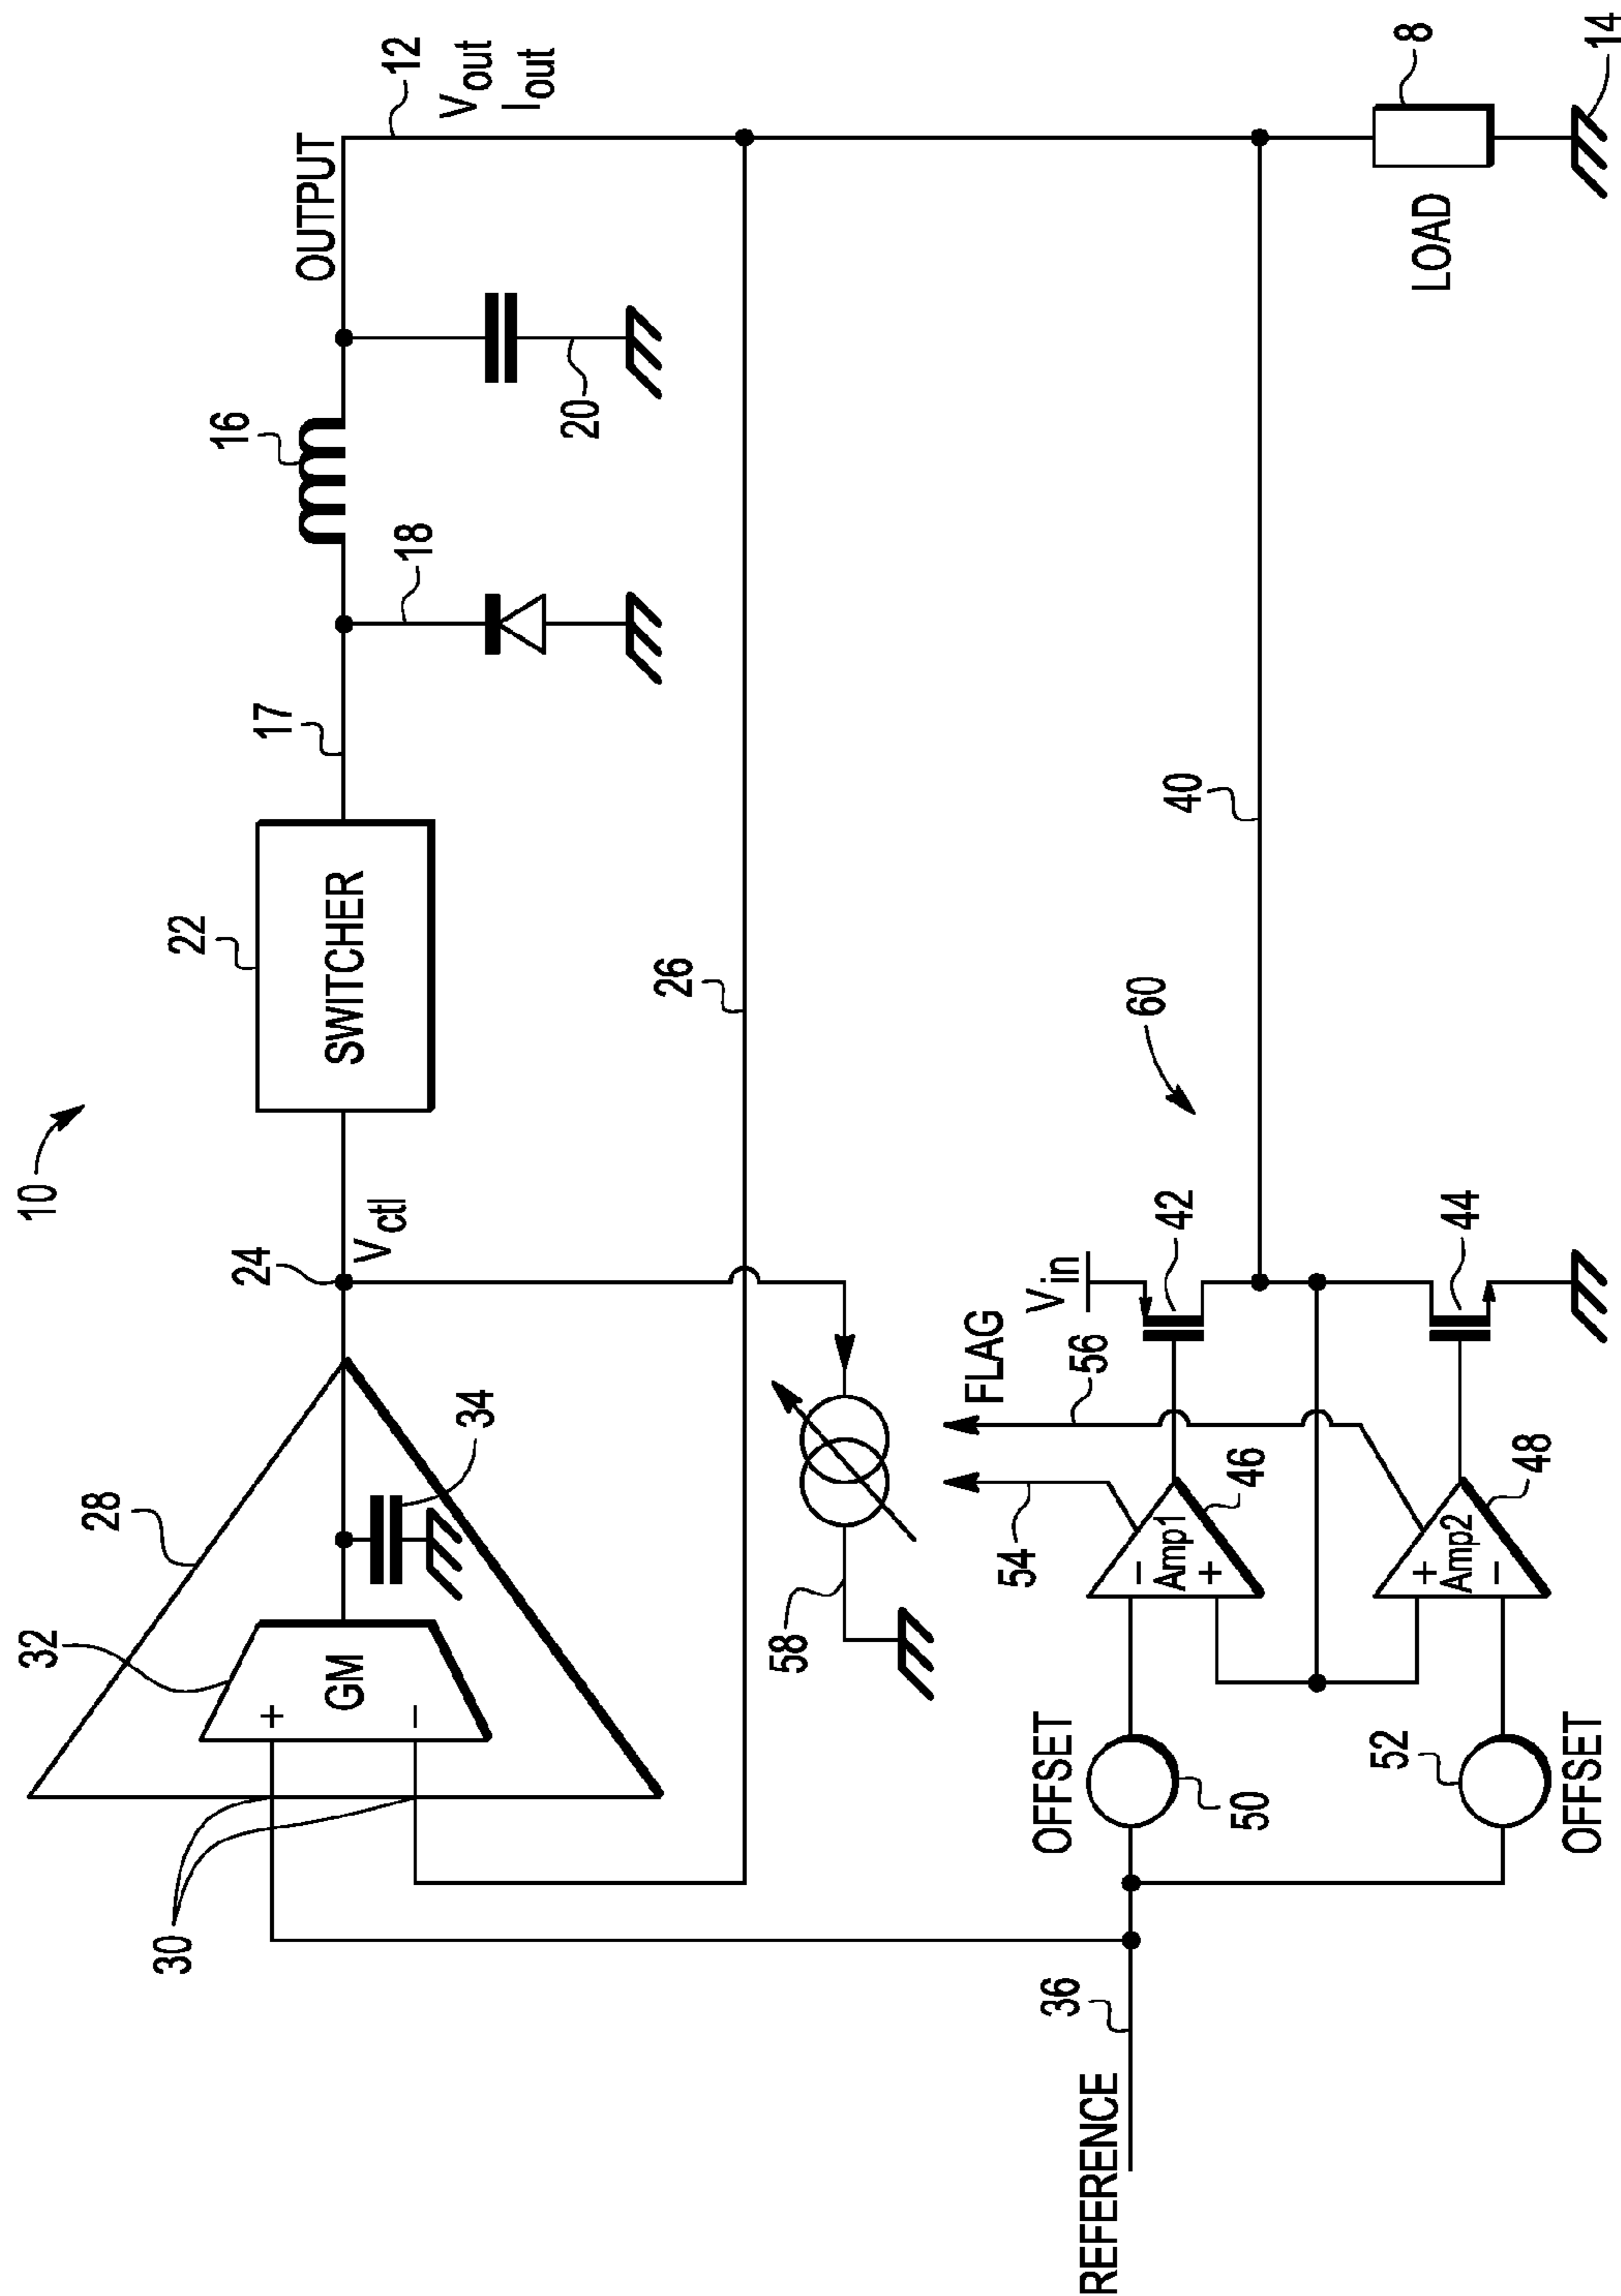 10
28
32
GM
+
−
30
34
24
Vctl
22
SWITCHER
17
18
16
20
OUTPUT
12
Vout
Iout
26
58
FLAG
54
56
60
40
Vin
42
44
Amp1
−
+
46
Amp2
+
−
48
OFFSET
50
52
OFFSET
REFERENCE
36
LOAD
8
14